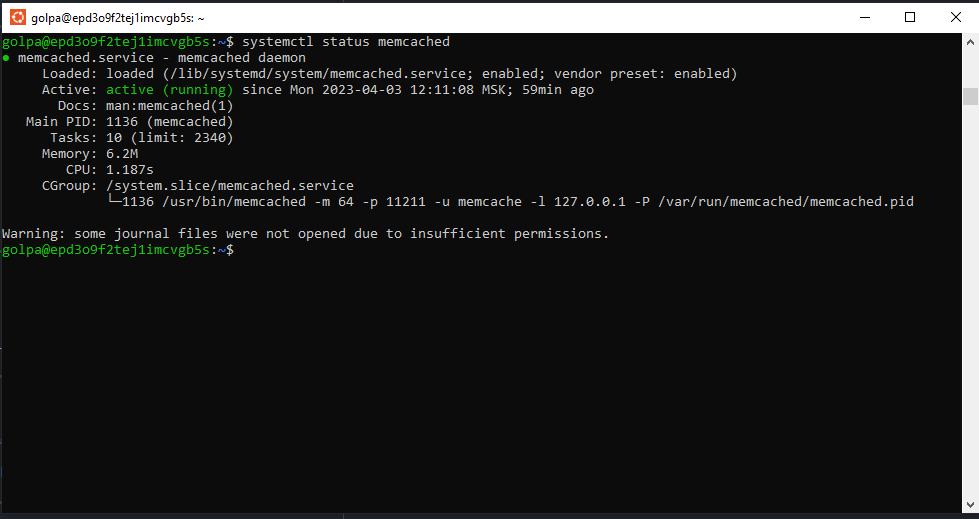 golpa@epd3o9f2tej1imcvgb5s: ~
golpa@epd3o9f2tej1imcvgb5s:~$ systemctl status memcached
● memcached.service - memcached daemon
     Loaded: loaded (/lib/systemd/system/memcached.service; enabled; vendor preset: enabled)
     Active: active (running) since Mon 2023-04-03 12:11:08 MSK; 59min ago
       Docs: man:memcached(1)
   Main PID: 1136 (memcached)
      Tasks: 10 (limit: 2340)
     Memory: 6.2M
        CPU: 1.187s
     CGroup: /system.slice/memcached.service
             └─1136 /usr/bin/memcached -m 64 -p 11211 -u memcache -l 127.0.0.1 -P /var/run/memcached/memcached.pid
Warning: some journal files were not opened due to insufficient permissions.
golpa@epd3o9f2tej1imcvgb5s:~$